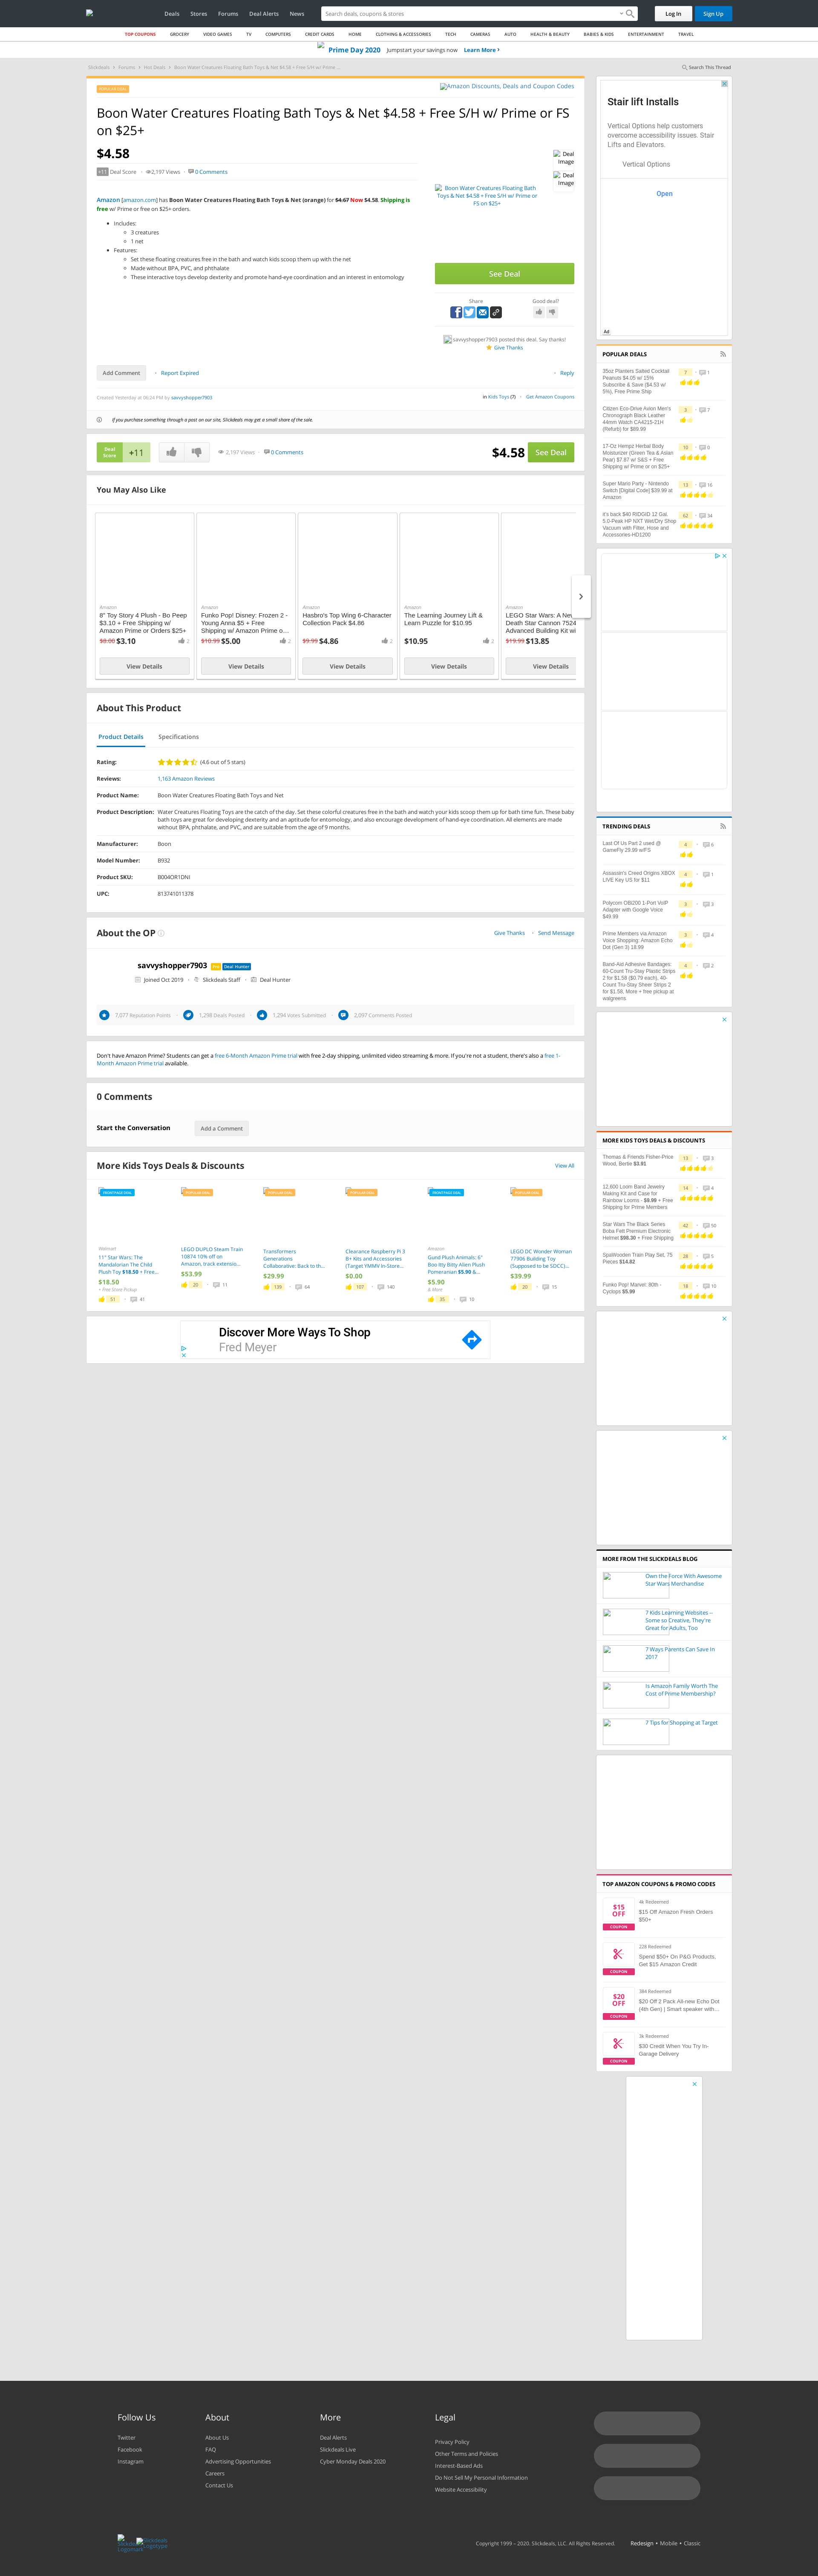 Deals Stores Forums Deal Alerts News
Search deals, coupons & stores
Log In Sign Up
TOP COUPONS GROCERY VIDEO GAMES TV COMPUTERS CREDIT CARDS HOME CLOTHING & ACCESSORIES TECH CAMERAS AUTO HEALTH & BEAUTY BABIES & KIDS ENTERTAINMENT TRAVEL
Prime Day 2020 Jumpstart your savings now Learn More
Slickdeals Forums Hot Deals Boon Water Creatures Floating Bath Toys & Net $4.58 + Free S/H w/ Prime ...
Search This Thread
POPULAR DEAL
Amazon Discounts, Deals and Coupon Codes
Boon Water Creatures Floating Bath Toys & Net $4.58 + Free S/H w/ Prime or FS
on $25+
$4.58
+11 Deal Score 2,197 Views 0 Comments
Amazon [amazon.com] has Boon Water Creatures Floating Bath Toys & Net (orange) for $4.67 Now $4.58. Shipping is
free w/ Prime or free on $25+ orders.
Includes:
3 creatures
1 net
Features:
Set these floating creatures free in the bath and watch kids scoop them up with the net
Made without BPA, PVC, and phthalate
These interactive toys develop dexterity and promote hand-eye coordination and an interest in entomology
Deal
Image
Deal
Image
Boon Water Creatures Floating Bath
Toys & Net $4.58 + Free S/H w/ Prime or
FS on $25+
See Deal
Share
Good deal?
savvyshopper7903 posted this deal. Say thanks!
Give Thanks
Add Comment Report Expired Reply
Created Yesterday at 06:24 PM by savvyshopper7903
in Kids Toys (7) Get Amazon Coupons
If you purchase something through a post on our site, Slickdeals may get a small share of the sale.
Deal
Score
+11
2,197 Views 0 Comments
$4.58 See Deal
You May Also Like
Amazon
8" Toy Story 4 Plush - Bo Peep
$3.10 + Free Shipping w/
Amazon Prime or Orders $25+
$8.00 $3.10 2
View Details
Amazon
Funko Pop! Disney: Frozen 2 -
Young Anna $5 + Free
Shipping w/ Amazon Prime o...
$10.99 $5.00 2
View Details
Amazon
Hasbro's Top Wing 6-Character
Collection Pack $4.86
$9.99 $4.86 2
View Details
Amazon
The Learning Journey Lift &
Learn Puzzle for $10.95
$10.95 2
View Details
Amazon
LEGO Star Wars: A New
Death Star Cannon 7524
Advanced Building Kit w/
$19.99 $13.85
View Details
About This Product
Product Details Specifications
Rating: (4.6 out of 5 stars)
Reviews: 1,163 Amazon Reviews
Product Name: Boon Water Creatures Floating Bath Toys and Net
Product Description: Water Creatures Floating Toys are the catch of the day. Set these colorful creatures free in the bath and watch your kids scoop them up for bath time fun. These baby
bath toys are great for developing dexterity and an aptitude for entomology, and also encourage development of hand-eye coordination. All elements are made
without BPA, phthalate, and PVC, and are suitable from the age of 9 months.
Manufacturer: Boon
Model Number: B932
Product SKU: B004OR1DNI
UPC: 813741011378
About the OP
Give Thanks Send Message
savvyshopper7903 Pro Deal Hunter
Joined Oct 2019 Slickdeals Staff Deal Hunter
7,077 Reputation Points 1,298 Deals Posted 1,294 Votes Submitted 2,097 Comments Posted
Don't have Amazon Prime? Students can get a free 6-Month Amazon Prime trial with free 2-day shipping, unlimited video streaming & more. If you're not a student, there's also a free 1-
Month Amazon Prime trial available.
0 Comments
Start the Conversation Add a Comment
More Kids Toys Deals & Discounts View All
FRONTPAGE DEAL
Walmart
11" Star Wars: The
Mandalorian The Child
Plush Toy $18.50 + Free...
$18.50
+ Free Store Pickup
51 41
POPULAR DEAL
LEGO DUPLO Steam Train
10874 10% off on
Amazon, track extensio...
$53.99
20 11
POPULAR DEAL
Transformers
Generations
Collaborative: Back to th...
$29.99
139 64
POPULAR DEAL
Clearance Raspberry Pi 3
B+ Kits and Accessories
(Target YMMV In-Store...
$0.00
107 140
FRONTPAGE DEAL
Amazon
Gund Plush Animals: 6"
Boo Itty Bitty Alien Plush
Pomeranian $5.90 &...
$5.90
& More
35 10
POPULAR DEAL
LEGO DC Wonder Woman
77906 Building Toy
(Supposed to be SDCC)...
$39.99
20 15
Discover More Ways To Shop
Fred Meyer
Stair lift Installs
Vertical Options help customers
overcome accessibility issues. Stair
Lifts and Elevators.
Vertical Options
Open
Ad
POPULAR DEALS
35oz Planters Salted Cocktail
Peanuts $4.05 w/ 15%
Subscribe & Save ($4.53 w/
5%), Free Prime Ship
7 1
Citizen Eco-Drive Axion Men's
Chronograph Black Leather
44mm Watch CA4215-21H
(Refurb) for $69.99
3 7
17-Oz Hempz Herbal Body
Moisturizer (Green Tea & Asian
Pear) $7.67 w/ S&S + Free
Shipping w/ Prime or on $25+
10 0
Super Mario Party - Nintendo
Switch [Digital Code] $39.99 at
Amazon
13 16
It's back $40 RIDGID 12 Gal.
5.0-Peak HP NXT Wet/Dry Shop
Vacuum with Filter, Hose and
Accessories-HD1200
62 34
TRENDING DEALS
Last Of Us Part 2 used @
GameFly 29.99 w/FS
4 6
Assassin's Creed Origins XBOX
LIVE Key US for $11
4 1
Polycom OBi200 1-Port VoIP
Adapter with Google Voice
$49.99
3 3
Prime Members via Amazon
Voice Shopping: Amazon Echo
Dot (Gen 3) 18.99
3 4
Band-Aid Adhesive Bandages:
60-Count Tru-Stay Plastic Strips
2 for $1.58 ($0.79 each), 40-
Count Tru-Stay Sheer Strips 2
for $1.58, More + free pickup at
walgreens
4 2
MORE KIDS TOYS DEALS & DISCOUNTS
Thomas & Friends Fisher-Price
Wood, Bertie $3.91
13 3
12,600 Loom Band Jewelry
Making Kit and Case for
Rainbow Looms - $9.99 + Free
Shipping for Prime Members
14 4
Star Wars The Black Series
Boba Fett Premium Electronic
Helmet $98.30 + Free Shipping
42 50
SpaWooden Train Play Set, 75
Pieces $14.82
28 5
Funko Pop! Marvel: 80th -
Cyclops $5.99
18 10
MORE FROM THE SLICKDEALS BLOG
Own the Force With Awesome
Star Wars Merchandise
7 Kids Learning Websites –
Some so Creative, They're
Great for Adults, Too
7 Ways Parents Can Save In
2017
Is Amazon Family Worth The
Cost of Prime Membership?
7 Tips for Shopping at Target
TOP AMAZON COUPONS & PROMO CODES
$15
OFF
COUPON
4k Redeemed
$15 Off Amazon Fresh Orders
$50+
COUPON
228 Redeemed
Spend $50+ On P&G Products,
Get $15 Amazon Credit
$20
OFF
COUPON
384 Redeemed
$20 Off 2 Pack All-new Echo Dot
(4th Gen) | Smart speaker with...
COUPON
3k Redeemed
$30 Credit When You Try In-
Garage Delivery
Follow Us
Twitter
Facebook
Instagram
About
About Us
FAQ
Advertising Opportunities
Careers
Contact Us
More
Deal Alerts
Slickdeals Live
Cyber Monday Deals 2020
Legal
Privacy Policy
Other Terms and Policies
Interest-Based Ads
Do Not Sell My Personal Information
Website Accessibility
Slickdeals
Logomark
Slickdeals
Logotype
Copyright 1999 – 2020. Slickdeals, LLC. All Rights Reserved. Redesign • Mobile • Classic